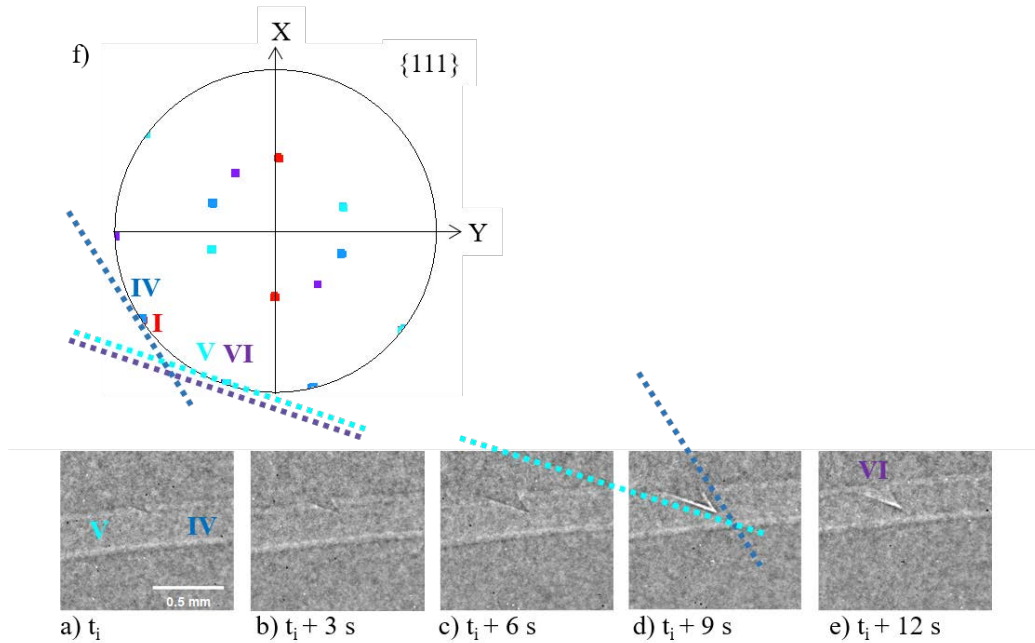 X
f)
{111}
Y
IV
I
V VI
VI
V
IV
0.5 mm
a) tᵢ
b) tᵢ + 3 s
c) tᵢ + 6 s
d) tᵢ + 9 s
e) tᵢ + 12 s